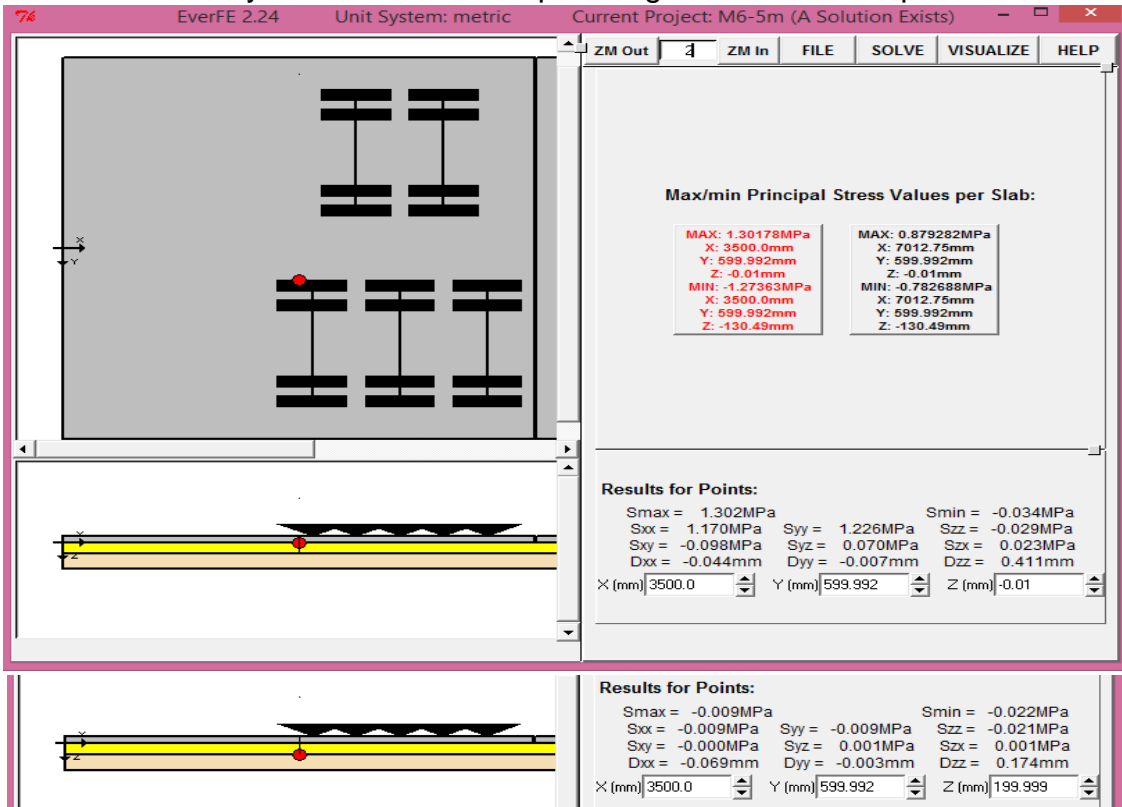 EverFE 2.24 Unit System: metric Current Project: M6-5m (A Solution Exists)
ZM Out 2 ZM In FILE SOLVE VISUALIZE HELP
X
Y
Max/min Principal Stress Values per Slab:
MAX: 1.30178MPa
X: 3500.0mm
Y: 599.992mm
Z: -0.01mm
MIN: -1.27363MPa
X: 3500.0mm
Y: 599.992mm
Z: -130.49mm
MAX: 0.879282MPa
X: 7012.75mm
Y: 599.992mm
Z: -0.01mm
MIN: -0.782688MPa
X: 7012.75mm
Y: 599.992mm
Z: -130.49mm
X
Z
Results for Points:
Smax = 1.302MPa Smin = -0.034MPa
Sxx = 1.170MPa Syy = 1.226MPa Szz = -0.029MPa
Sxy = -0.098MPa Syz = 0.070MPa Szx = 0.023MPa
Dxx = -0.044mm Dyy = -0.007mm Dzz = 0.411mm
X (mm) 3500.0 Y (mm) 599.992 Z (mm) -0.01
X
Z
Results for Points:
Smax = -0.009MPa Smin = -0.022MPa
Sxx = -0.009MPa Syy = -0.009MPa Szz = -0.021MPa
Sxy = -0.000MPa Syz = 0.001MPa Szx = 0.001MPa
Dxx = -0.069mm Dyy = -0.003mm Dzz = 0.174mm
X (mm) 3500.0 Y (mm) 599.992 Z (mm) 199.999